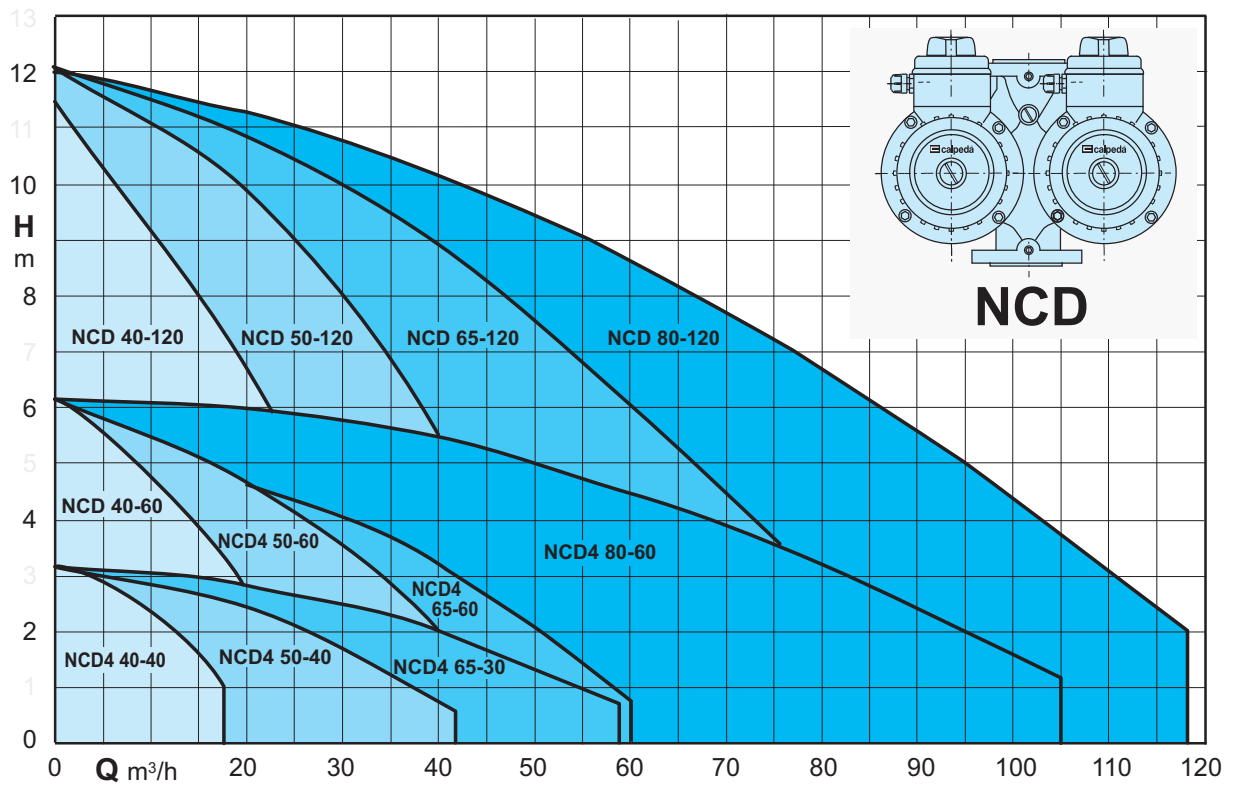 13
12
11
10
H
m
8
7
6
5
4
3
2
1
0
calpeda
calpeda
NCD
NCD 40-120
NCD 50-120
NCD 65-120
NCD 80-120
NCD 40-60
NCD4 50-60
NCD4 80-60
NCD4
65-60
NCD4 40-40
NCD4 50-40
NCD4 65-30
0
Q m³/h
20
30
40
50
60
70
80
90
100
110
120